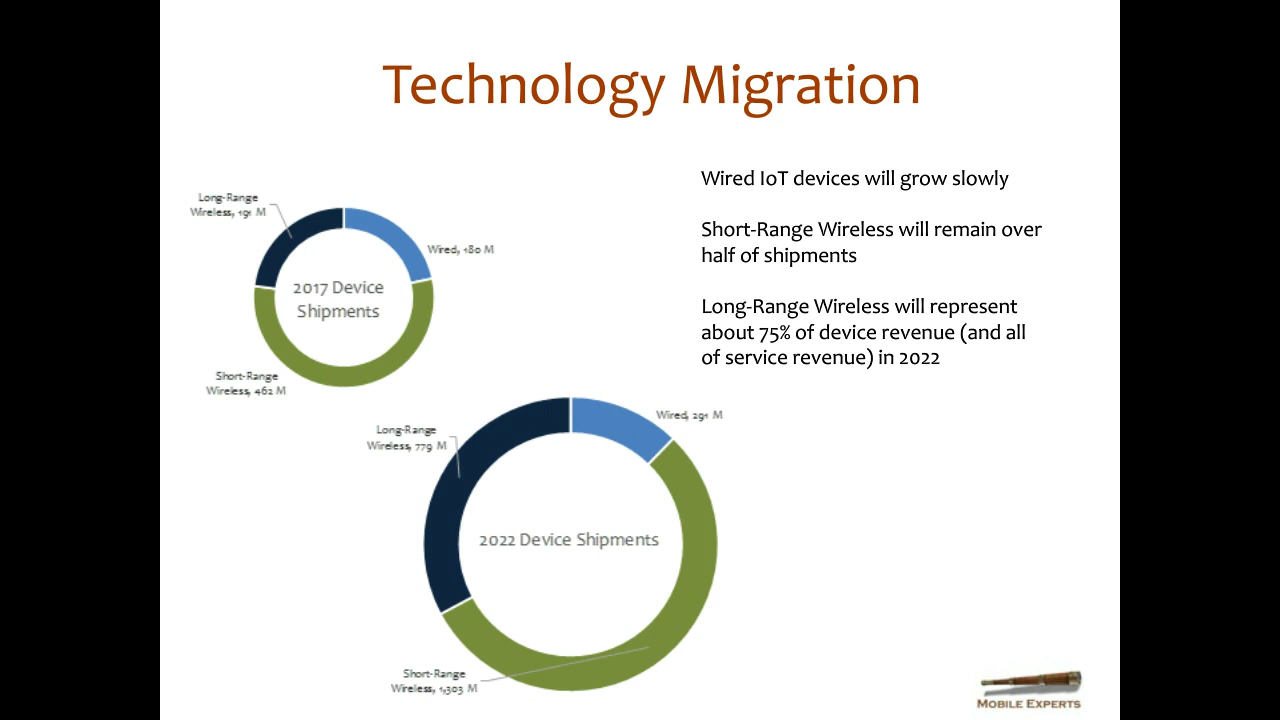 Technology Migration
Long-Range
Wireless, 191 M
Wired, 180 M
2017 Device
Shipments
Short-Range
Wireless, 462 M
Wired IoT devices will grow slowly
Short-Range Wireless will remain over
half of shipments
Long-Range Wireless will represent
about 75% of device revenue (and all
of service revenue) in 2022
Long-Range
Wireless, 779 M
Wired, 291 M
2022 Device Shipments
Short-Range
Wireless, 1,303 M
MOBILE EXPERTS